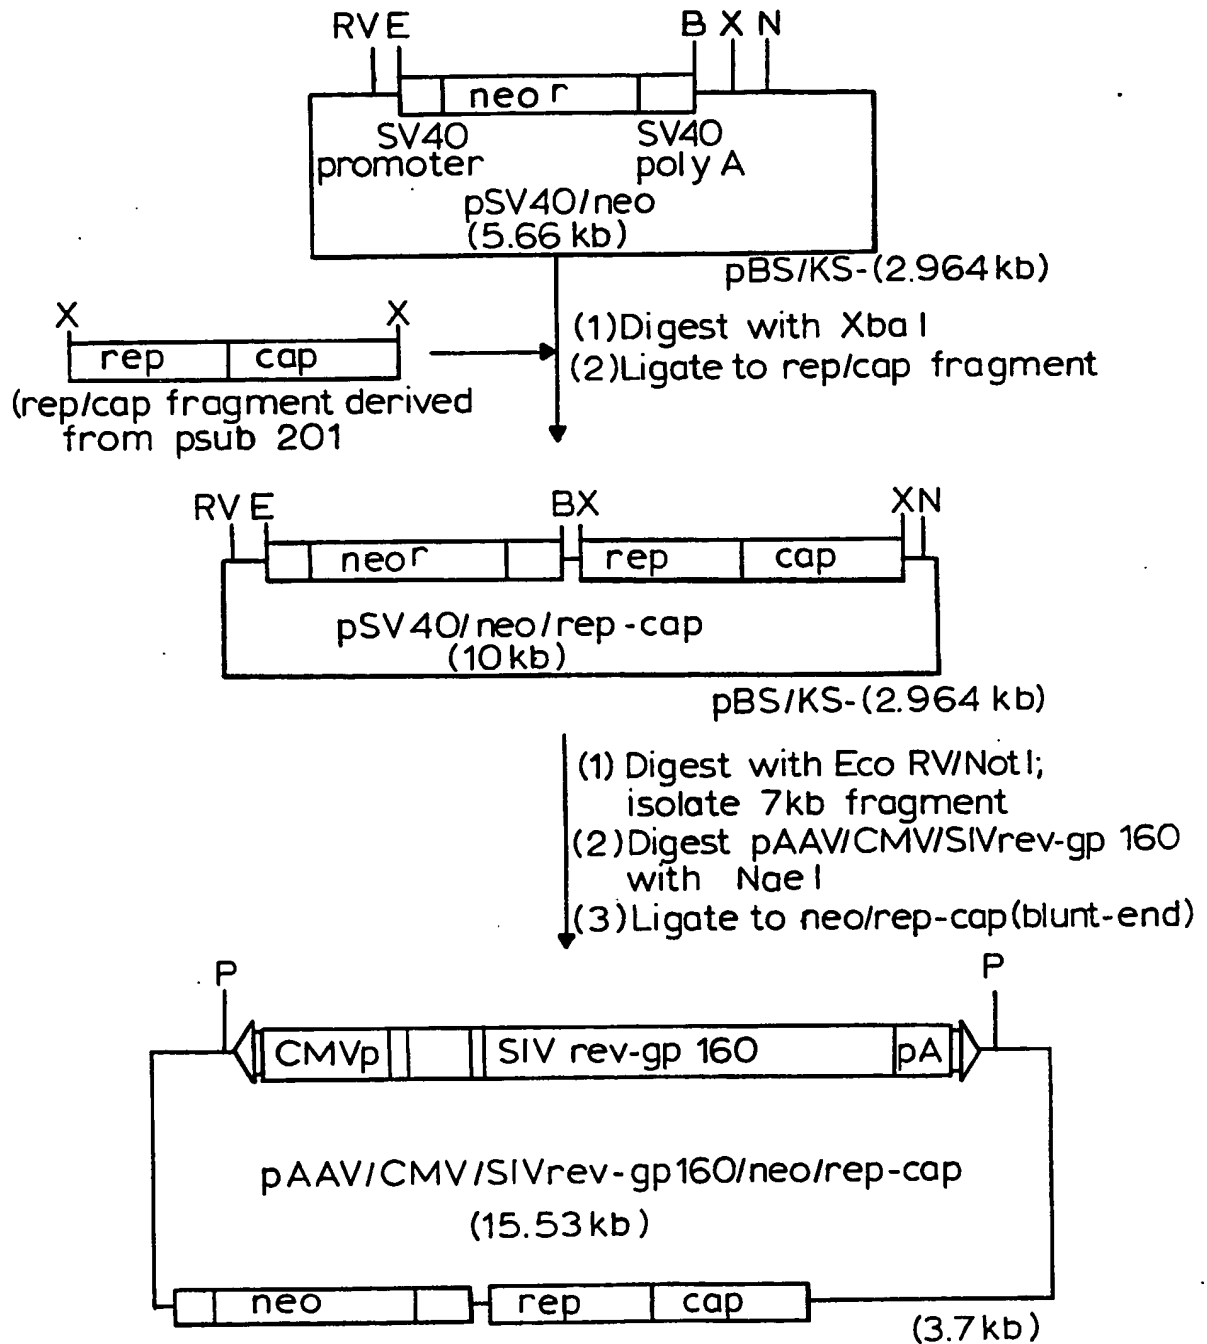 RV E B X N
neo r
SV40 promoter
SV40 poly A
pSV40/neo
(5.66 kb)
pBS/KS-(2.964 kb)
X X
rep cap
(rep/cap fragment derived
from psub 201
(1) Digest with Xba I
(2) Ligate to rep/cap fragment
RV E BX X N
neo r rep cap
pSV40/neo/rep-cap
(10 kb)
pBS/KS-(2.964 kb)
(1) Digest with Eco RV/Not I;
isolate 7kb fragment
(2) Digest pAAV/CMV/SIVrev-gp 160
with Nae I
(3) Ligate to neo/rep-cap (blunt-end)
P P
CMVp SIV rev-gp 160 pA
pAAV/CMV/SIVrev-gp160/neo/rep-cap
(15.53 kb)
neo rep cap
(3.7 kb)